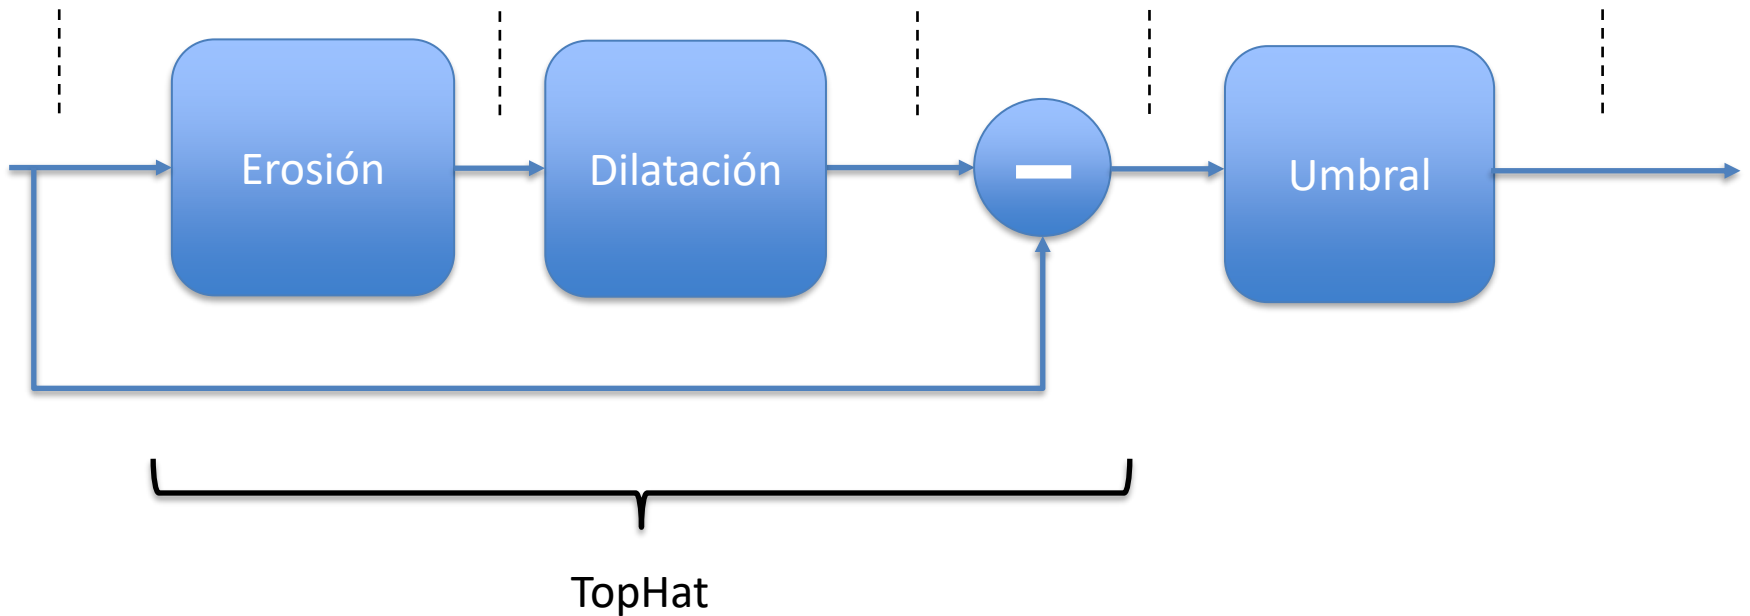 Erosión
Dilatación
−
Umbral
TopHat